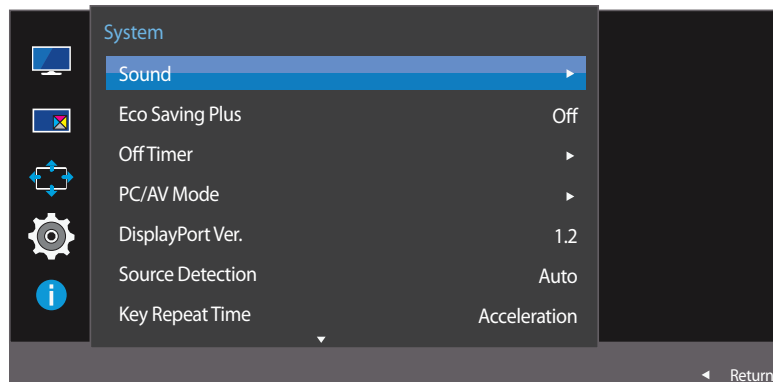 System
Sound
Eco Saving Plus Off
Off Timer
PC/AV Mode
DisplayPort Ver. 1.2
Source Detection Auto
Key Repeat Time Acceleration
Return